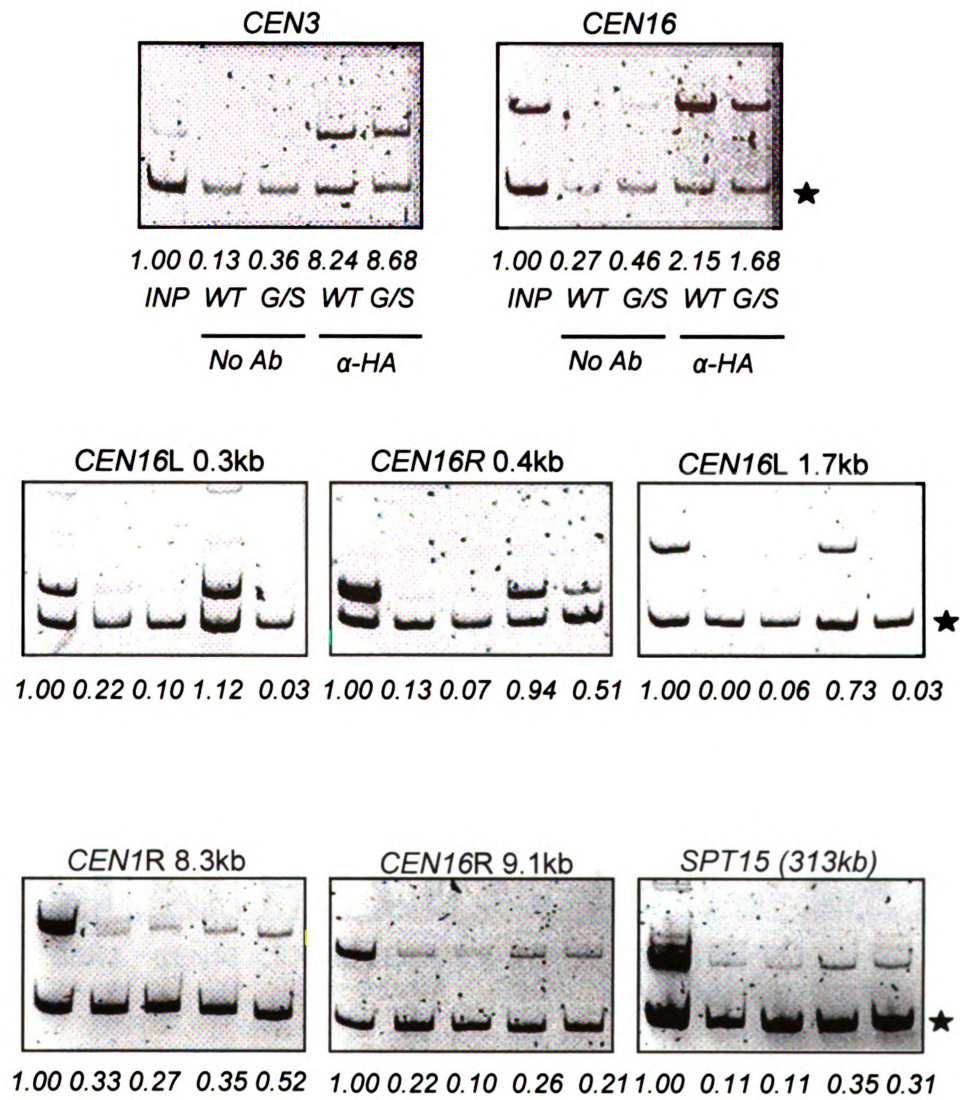 CEN3 CEN16
1.00 0.13 0.36 8.24 8.68 1.00 0.27 0.46 2.15 1.68
INP WT G/S WT G/S INP WT G/S WT G/S
No Ab α-HA No Ab α-HA
CEN16L 0.3kb CEN16R 0.4kb CEN16L 1.7kb
1.00 0.22 0.10 1.12 0.03 1.00 0.13 0.07 0.94 0.51 1.00 0.00 0.06 0.73 0.03
CEN1R 8.3kb CEN16R 9.1kb SPT15 (313kb)
1.00 0.33 0.27 0.35 0.52 1.00 0.22 0.10 0.26 0.21 1.00 0.11 0.11 0.35 0.31